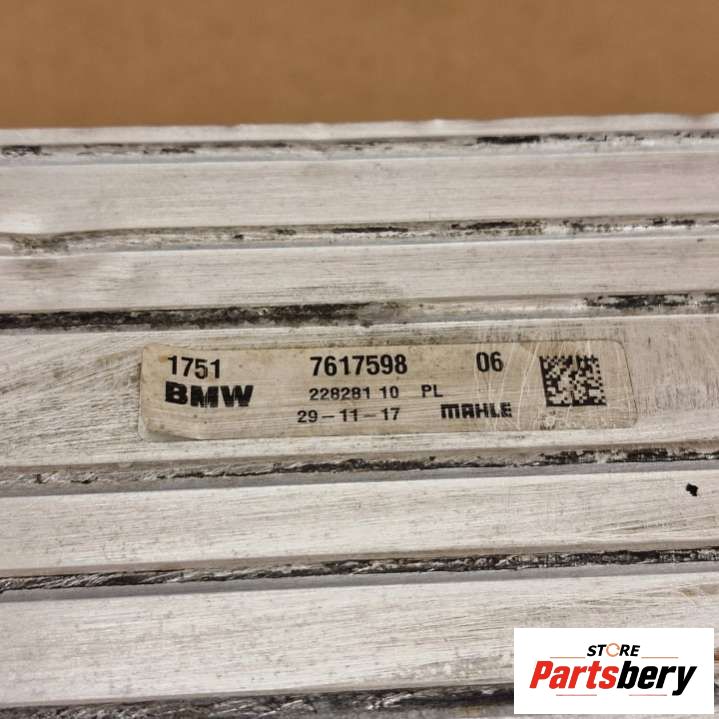 1751 7617598 06
BMW 228281 10 PL
29-11-17 MAHLE
STORE
Partsbery